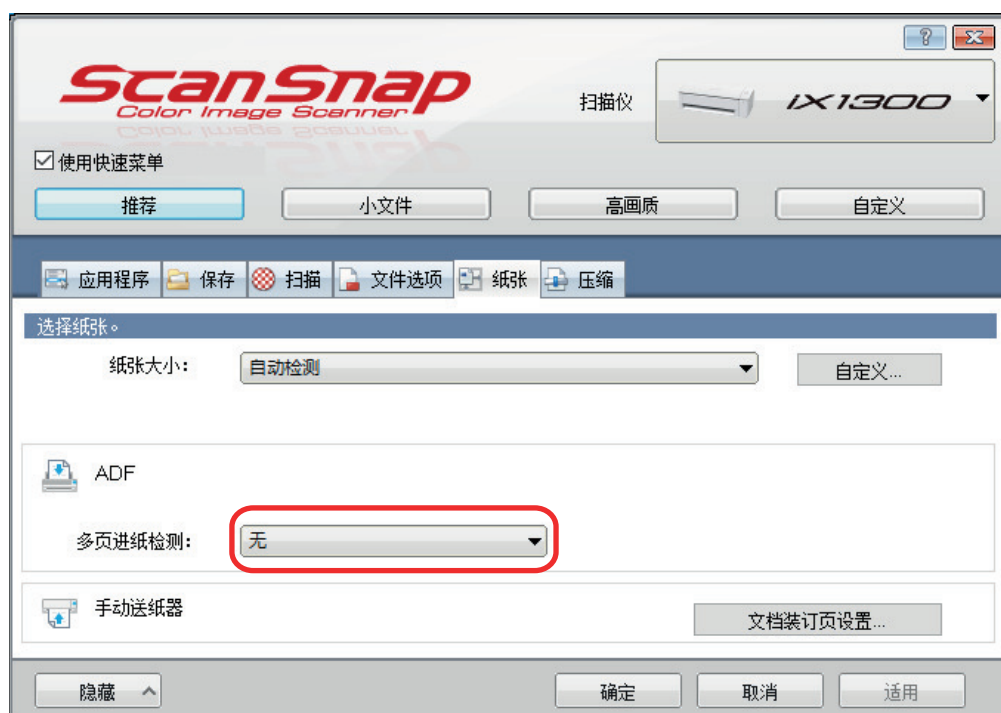 ?
ScanSnap
Color Image Scanner
扫描仪 iX1300
使用快速菜单
推荐 小文件 高画质 自定义
应用程序 保存 扫描 文件选项 纸张 压缩
选择纸张。
纸张大小: 自动检测 自定义...
ADF
多页进纸检测: 无
手动送纸器
文档装订页设置...
隐藏 确定 取消 适用